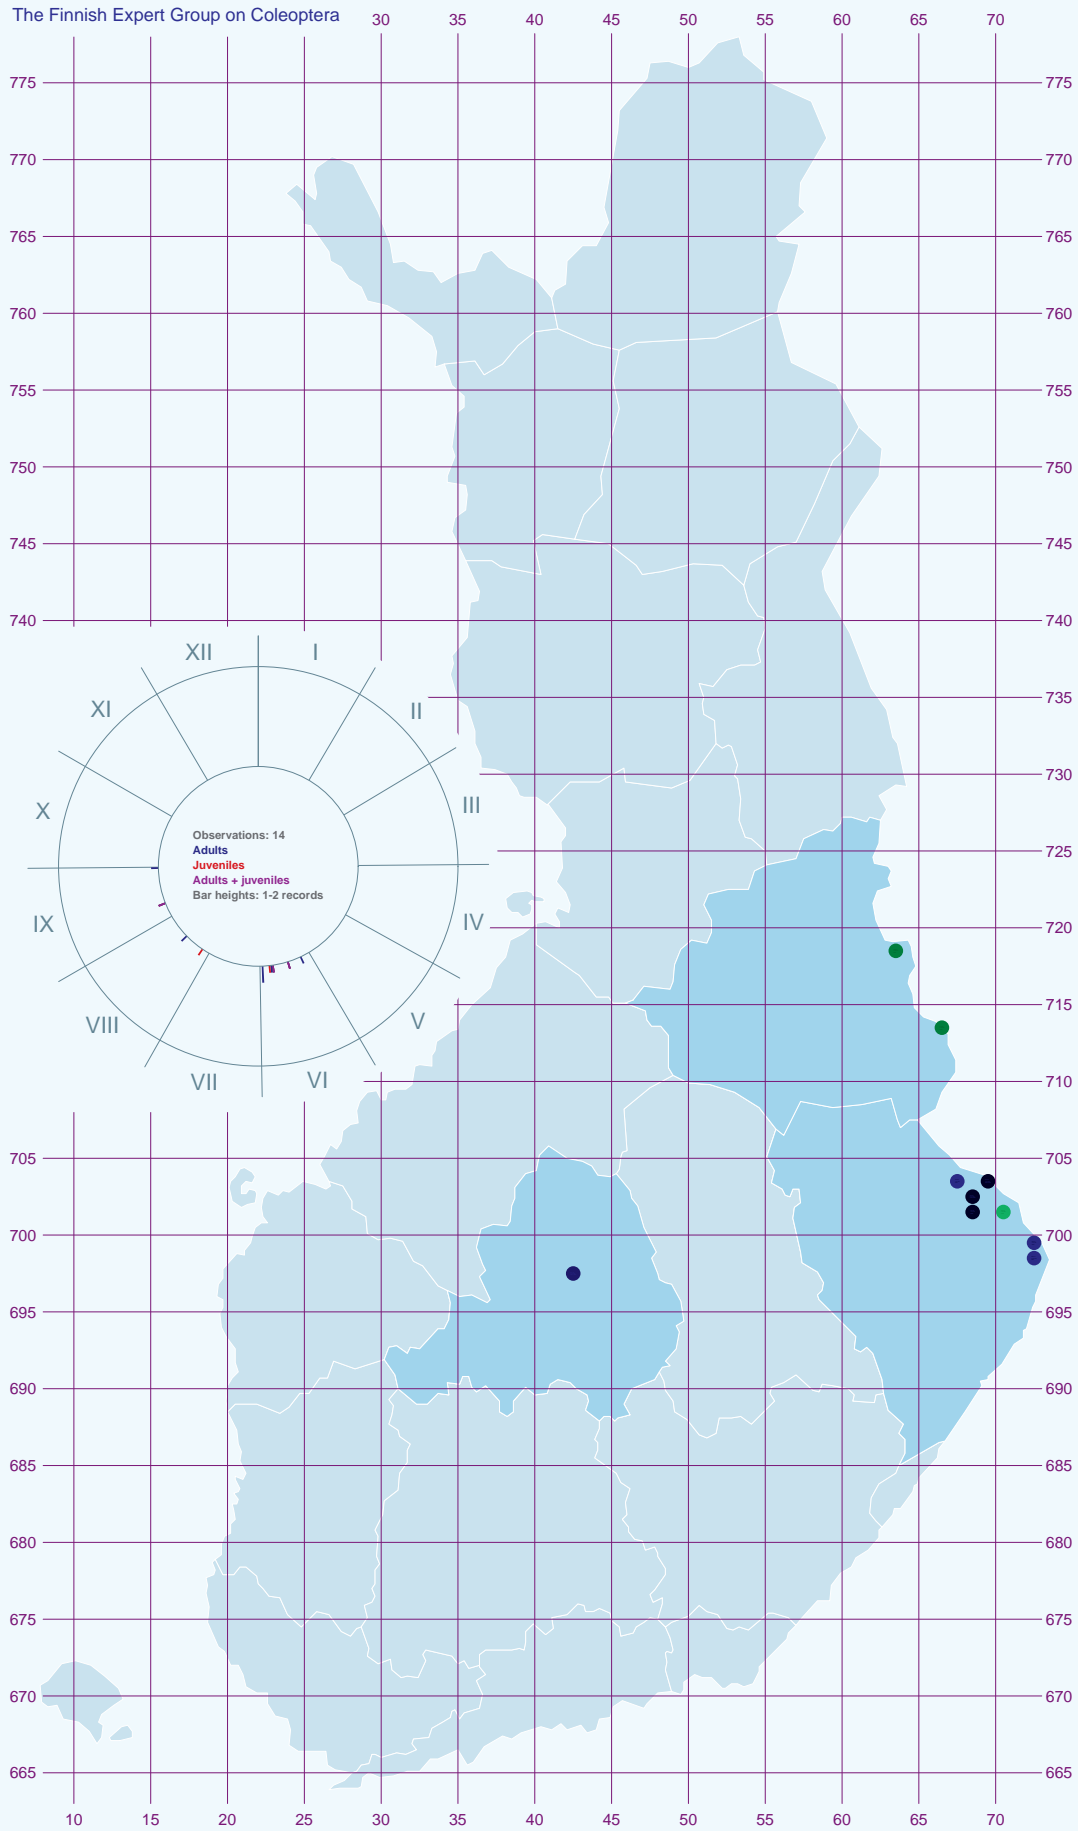 The Finnish Expert Group on Coleoptera
30 40 45 50 55 60 65 70
775 775
770 770
765 765
760 760
755 755
750 750
745 745
740 740
XII I
XI II
735
730
X III
725
Observations: 14
Adults
Juveniles
Adults + juveniles
Bar heights: 1-2 records
IX IV
720
715
VIII V
VII VI
710
705 705
700 700
695 695
690 690
685 685
680 680
675 675
670 670
665 665
10 15 20 25 30 35 40 45 50 55 60 65 70